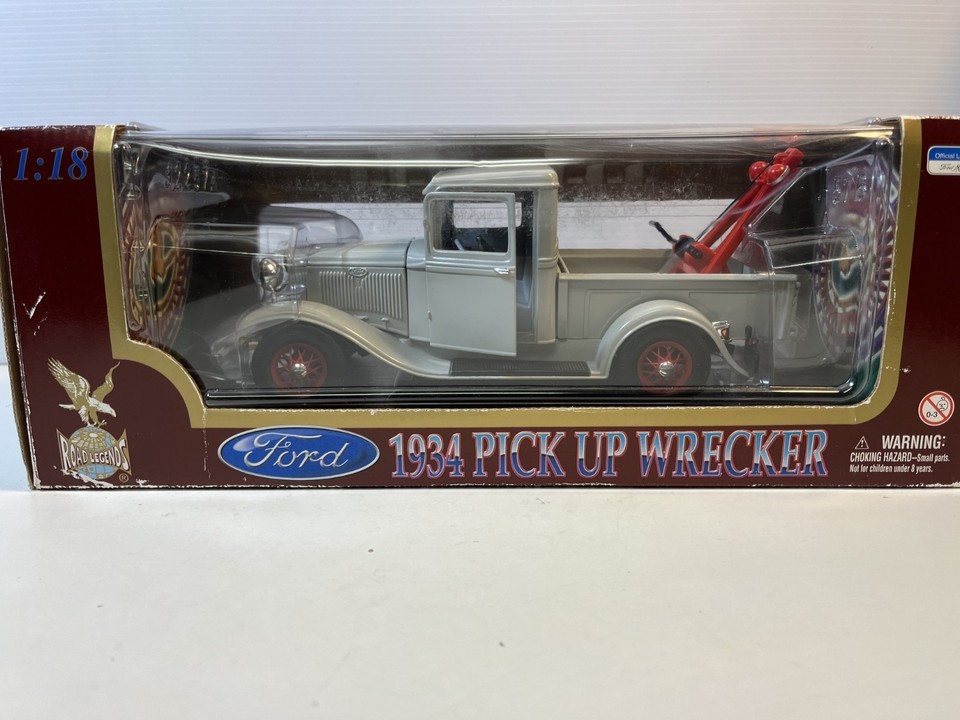 1:18
Official L
Ford
ROAD LEGENDS
®
Ford
1934 PICK UP WRECKER
0-3
WARNING:
CHOKING HAZARD--Small parts.
Not for children under 8 years.